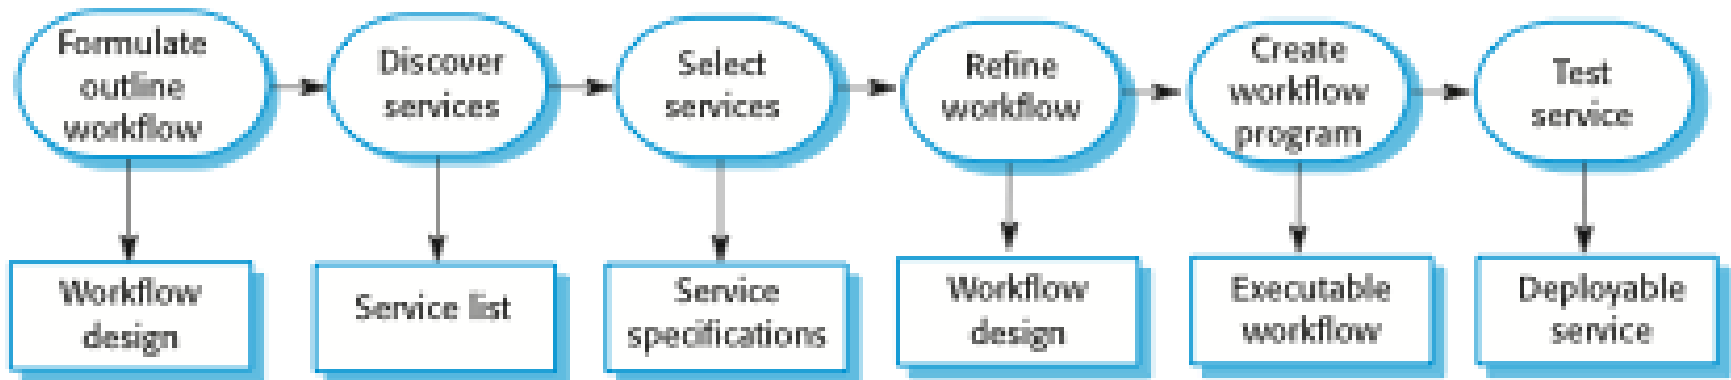 Formulate
outline
workflow
Discover
services
Select
services
Refine
workflow
Create
workflow
program
Test
service
Workflow
design
Service list
Service
specifications
Workflow
design
Executable
workflow
Deployable
service